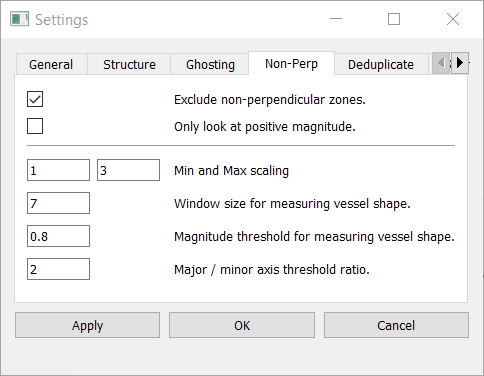 Settings
General Structure Ghosting Non-Perp Deduplicate
Exclude non-perpendicular zones.
Only look at positive magnitude.
1 3 Min and Max scaling
7 Window size for measuring vessel shape.
0.8 Magnitude threshold for measuring vessel shape.
2 Major / minor axis threshold ratio.
Apply OK Cancel